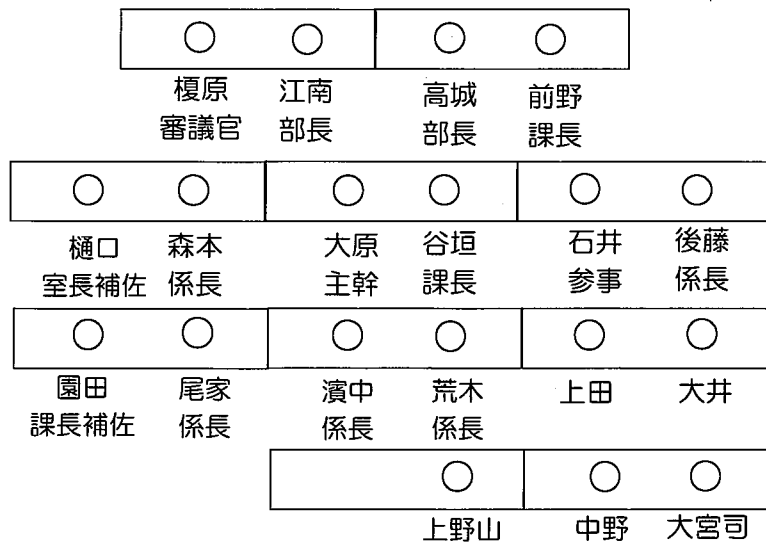 榎原 江南 高城 前野
審議官 部長 部長 課長
樋口 森本 大原 谷垣 石井 後藤
室長補佐 係長 主幹 課長 参事 係長
園田 尾家 濱中 荒木 上田 大井
課長補佐 係長 係長 係長
上野山 中野 大宮司